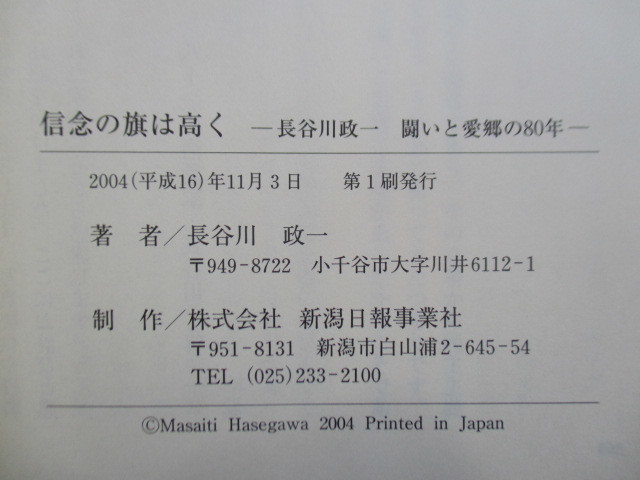 信念の旗は高く ―長谷川政一 闘いと愛郷の80年―
2004(平成16)年11月3日 第1刷発行
著 者／長谷川 政一
〒949-8722 小千谷市大字川井6112-1
制 作／株式会社 新潟日報事業社
〒951-8131 新潟市白山浦2-645-54
TEL (025)233-2100
©Masaiti Hasegawa 2004 Printed in Japan